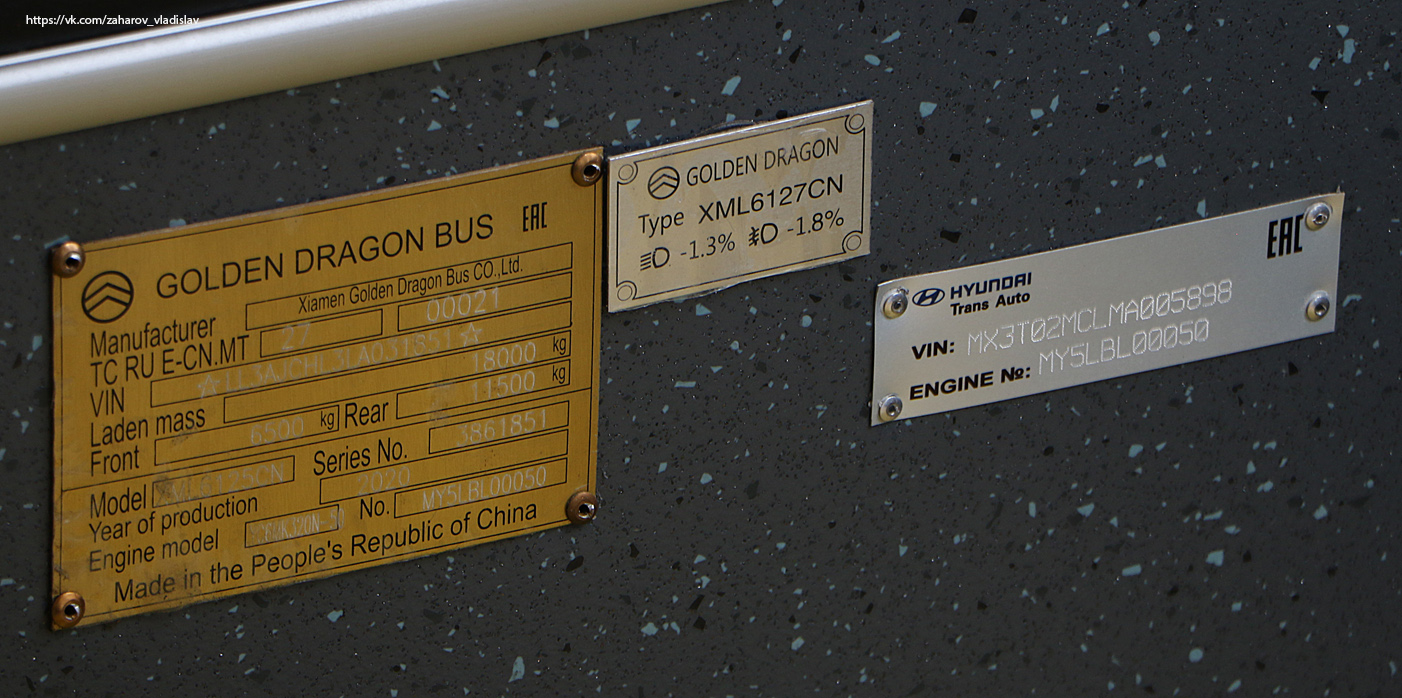 https://vk.com/zaharov_vladislav
GOLDEN DRAGON BUS EAC
Manufacturer Xiamen Golden Dragon Bus CO.,Ltd.
TC RU E-CN.MT 27 00021
VIN ☆LL3AJCHL3LA031851☆
Laden mass 18000 kg
Front 6500 kg Rear 11500 kg
Model Series No. 3861851
Year of production 2020
Engine model No. MY5LBL00050
Made in the People's Republic of China
GOLDEN DRAGON
Type XML6127CN
-1.3% -1.8%
HYUNDAI EAC
Trans Auto
VIN: MX3T02MCLMA005898
ENGINE №: MY5LBL00050